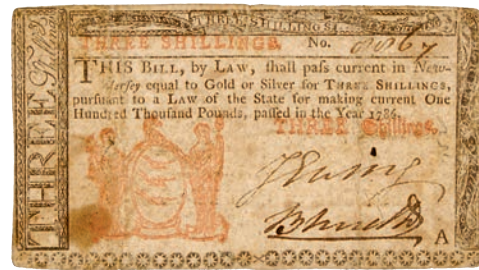 THREE SHILLINGS
THREE SHILLINGS. No.
THIS BILL, by LAW, ſhall paſs current in New-
Jerſey equal to Gold or Silver for THREE SHILLINGS,
purſuant to a LAW of the State for making current One
Hundred Thouſand Pounds, paſſed in the Year 1786.
THREE Shillings.
A
THREE Shillings